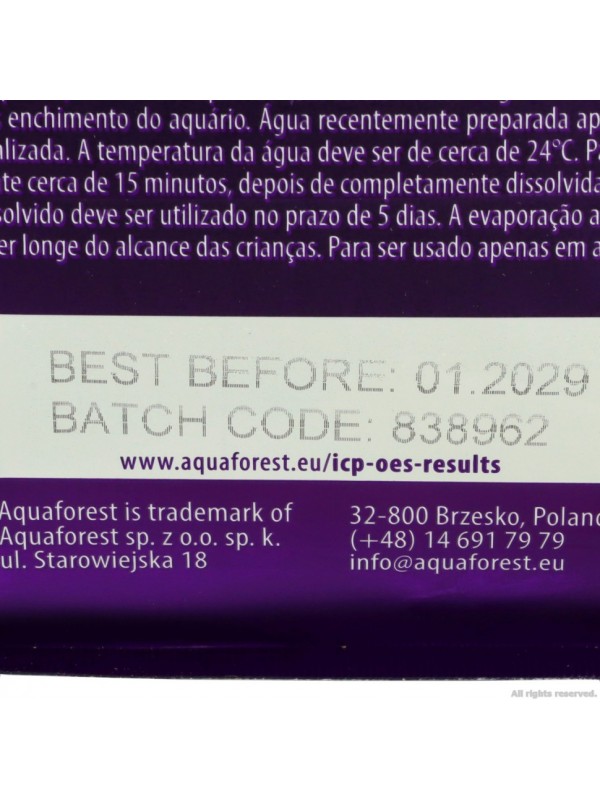 enchimento do aquário. Água recentemente preparada ap
alizada. A temperatura da água deve ser de cerca de 24°C. Pa
te cerca de 15 minutos, depois de completamente dissolvida
solvido deve ser utilizado no prazo de 5 dias. A evaporação a
er longe do alcance das crianças. Para ser usado apenas em a
BEST BEFORE: 01.2029
BATCH CODE: 838962
www.aquaforest.eu/icp-oes-results
Aquaforest is trademark of
Aquaforest sp. z o.o. sp. k.
ul. Starowiejska 18
32-800 Brzesko, Poland
(+48) 14 691 79 79
info@aquaforest.eu
All rights reserved.